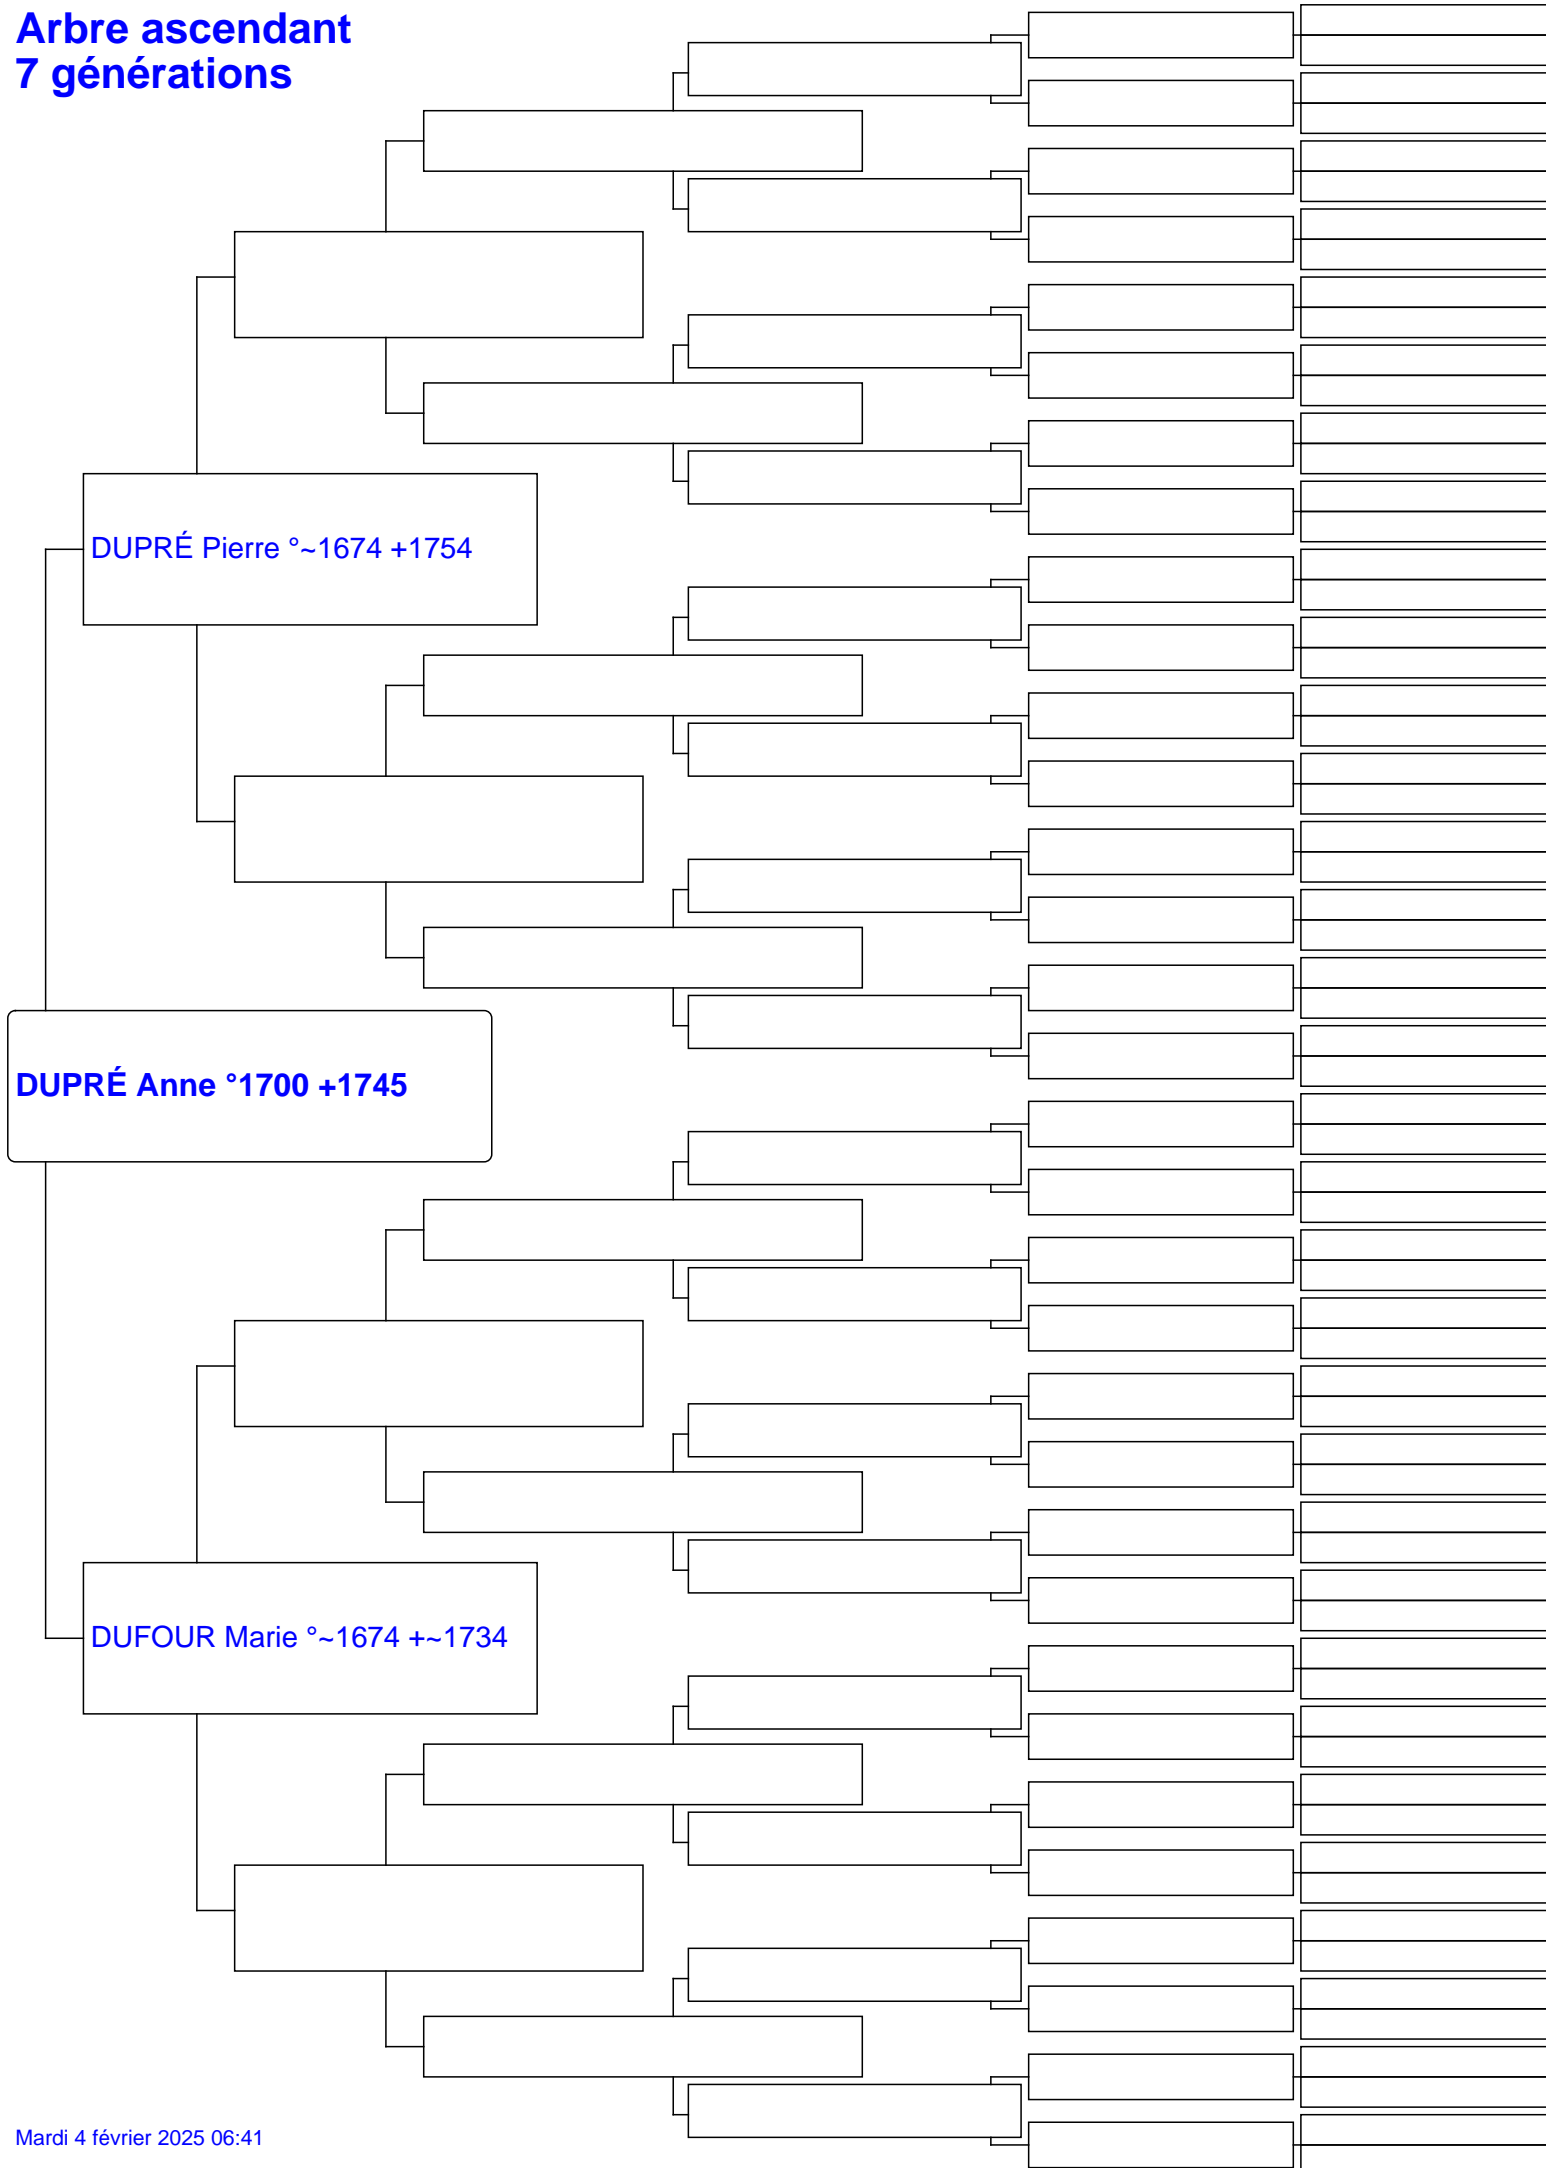 Arbre ascendant
7 générations
DUPRÉ Pierre °~1674 +1754
DUPRÉ Anne °1700 +1745
DUFOUR Marie °~1674 +~1734
Mardi 4 février 2025 06:41